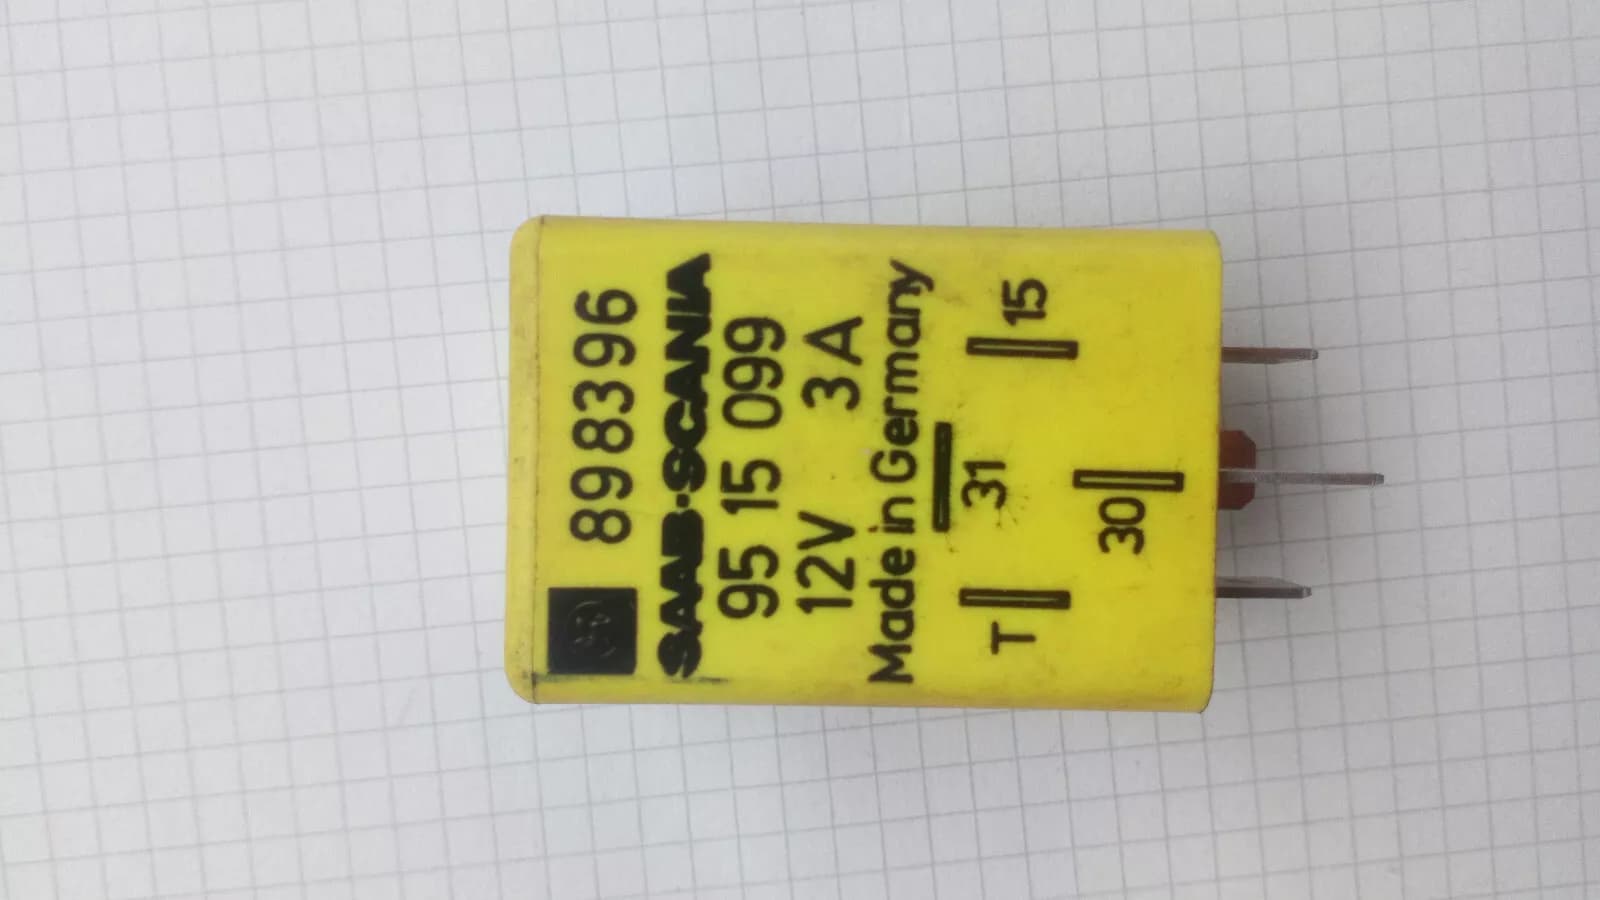 898396
SAAB-SCANIA
95 15 099
12V 3A
Made in Germany
31
T
15
30